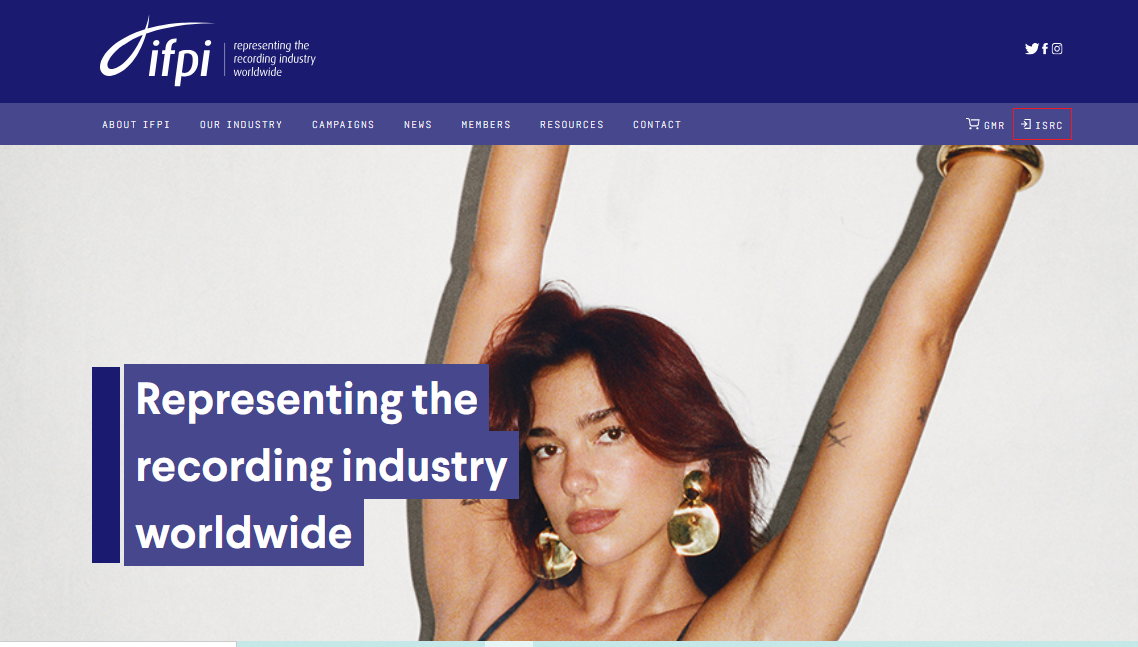 ifpi
representing the
recording industry
worldwide
ABOUT IFPI
OUR INDUSTRY
CAMPAIGNS
NEWS
MEMBERS
RESOURCES
CONTACT
GMR
ISRC
Representing the
recording industry
worldwide